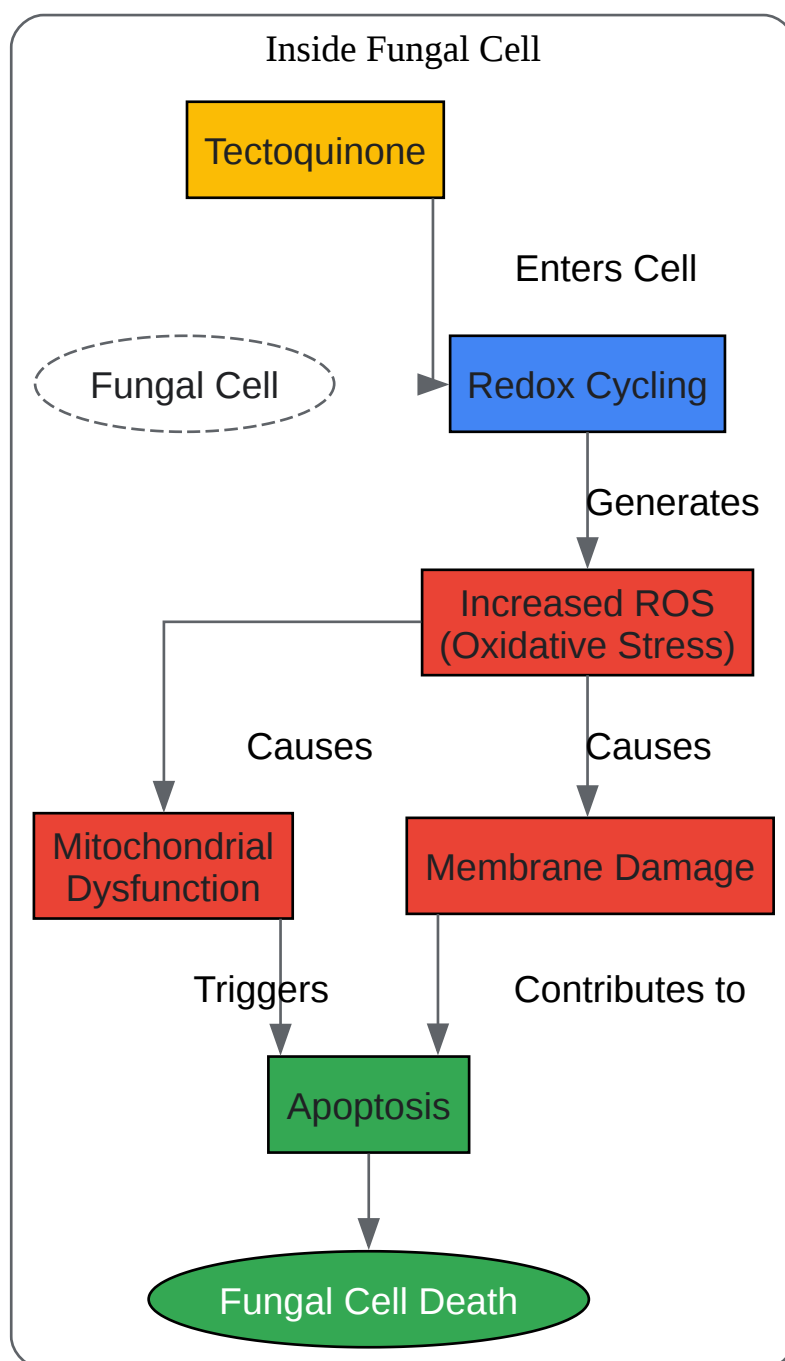 Inside Fungal Cell
Tectoquinone
Enters Cell
Fungal Cell
Redox Cycling
Generates
Increased ROS
(Oxidative Stress)
Causes
Causes
Mitochondrial
Dysfunction
Membrane Damage
Triggers
Contributes to
Apoptosis
Fungal Cell Death